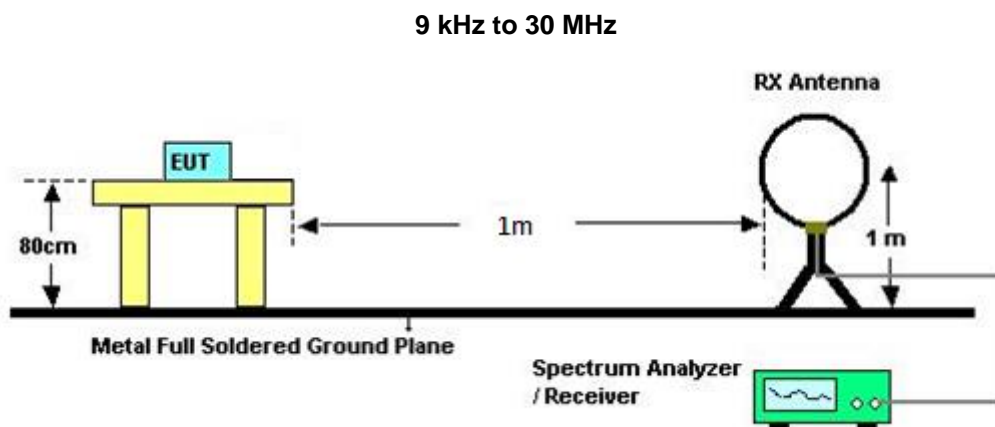 9 kHz to 30 MHz
RX Antenna
EUT
80cm
1m
1 m
Metal Full Soldered Ground Plane
Spectrum Analyzer
/ Receiver